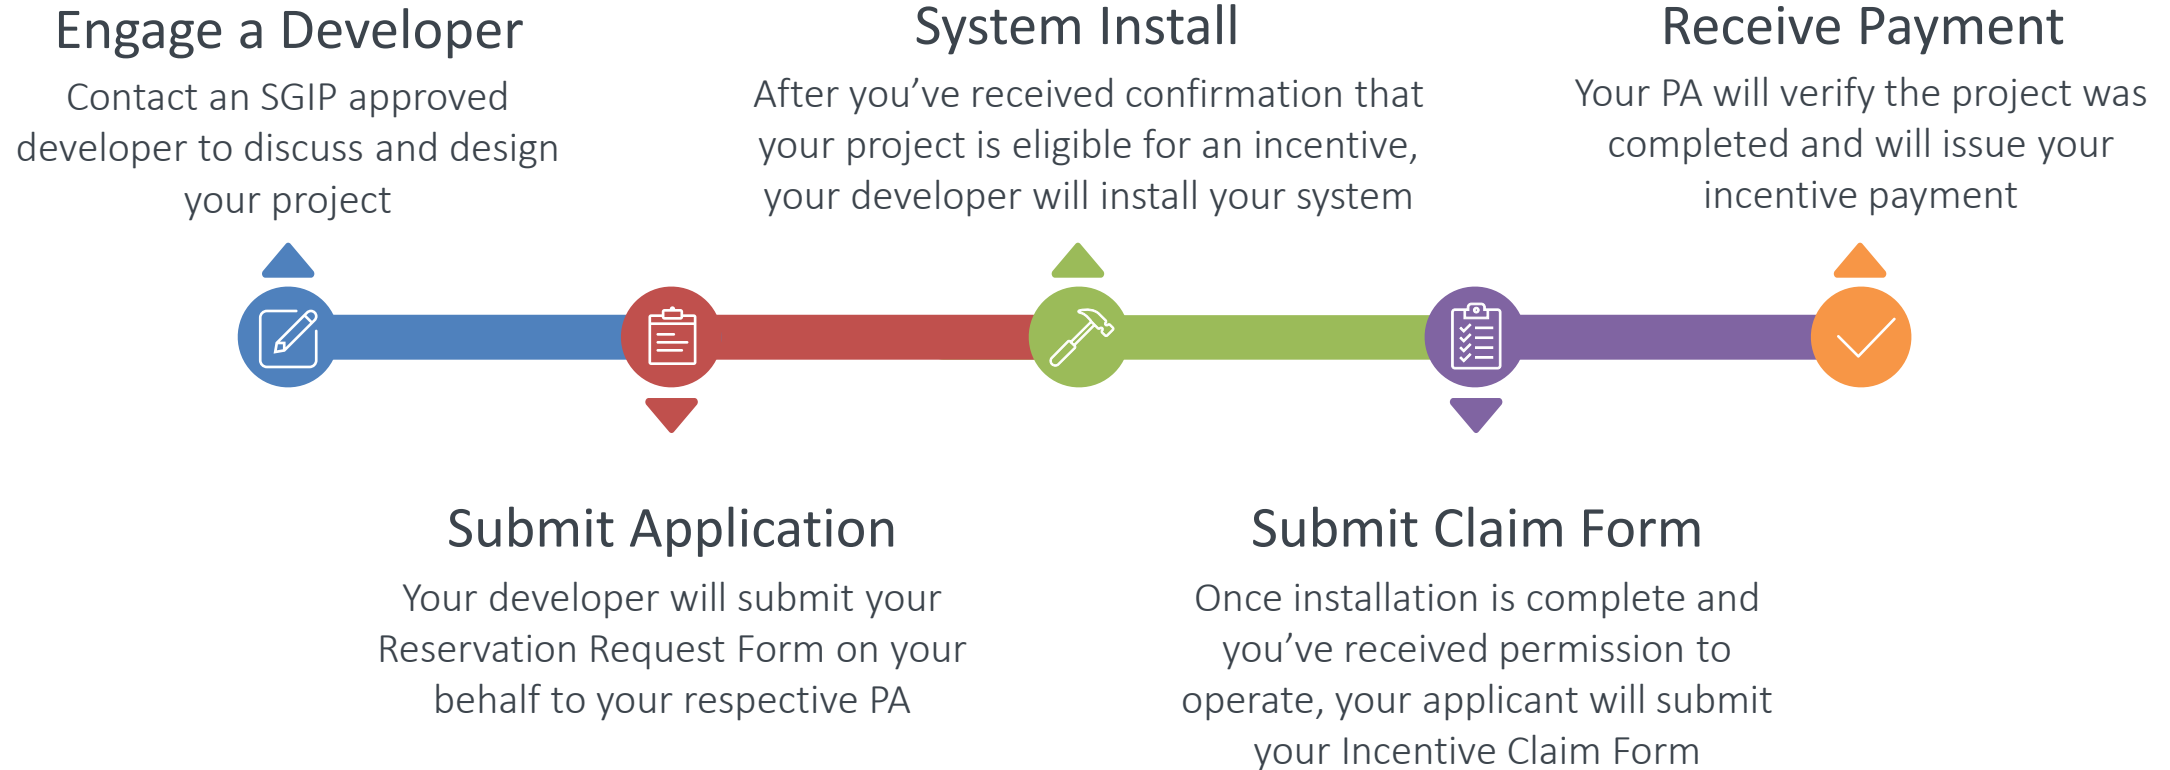 Engage a Developer
Contact an SGIP approved
developer to discuss and design
your project
Submit Application
Your developer will submit your
Reservation Request Form on your
behalf to your respective PA
System Install
After you’ve received confirmation that
your project is eligible for an incentive,
your developer will install your system
Submit Claim Form
Once installation is complete and
you’ve received permission to
operate, your applicant will submit
your Incentive Claim Form
Receive Payment
Your PA will verify the project was
completed and will issue your
incentive payment